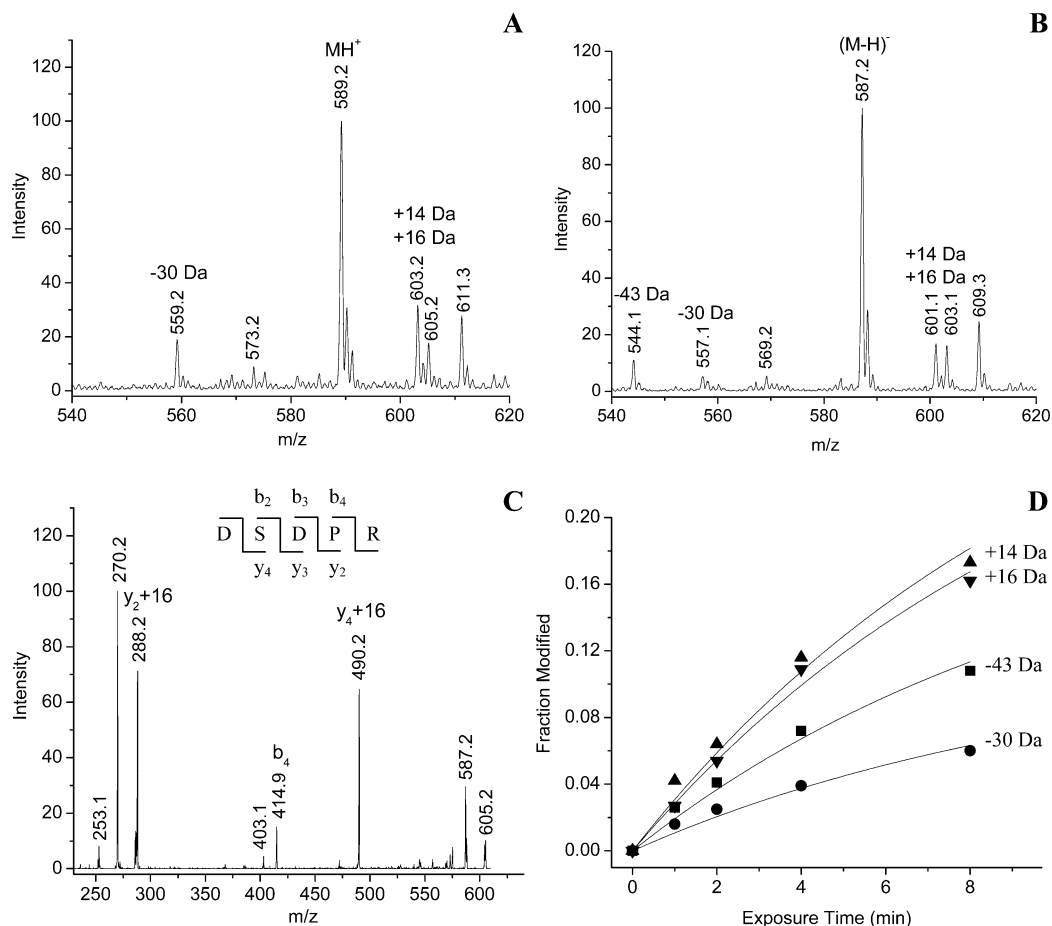 A
MH+
589.2
+14 Da
+16 Da
603.2
605.2
611.3
-30 Da
559.2
573.2
Intensity
120
100
80
60
40
20
0
540
560
580
600
620
m/z
B
(M-H)-
587.2
+14 Da
+16 Da
601.1
603.1
609.3
-43 Da
544.1
-30 Da
557.1
569.2
Intensity
120
100
80
60
40
20
0
540
560
580
600
620
m/z
C
b2 b3 b4
D S D P R
y4 y3 y2
270.2
y2+16
288.2
y4+16
490.2
253.1
403.1
b4
414.9
587.2
605.2
Intensity
120
100
80
60
40
20
0
250 300 350 400 450 500 550 600
m/z
D
+14 Da
+16 Da
-43 Da
-30 Da
Fraction Modified
0.20
0.16
0.12
0.08
0.04
0.00
0 2 4 6 8
Exposure Time (min)